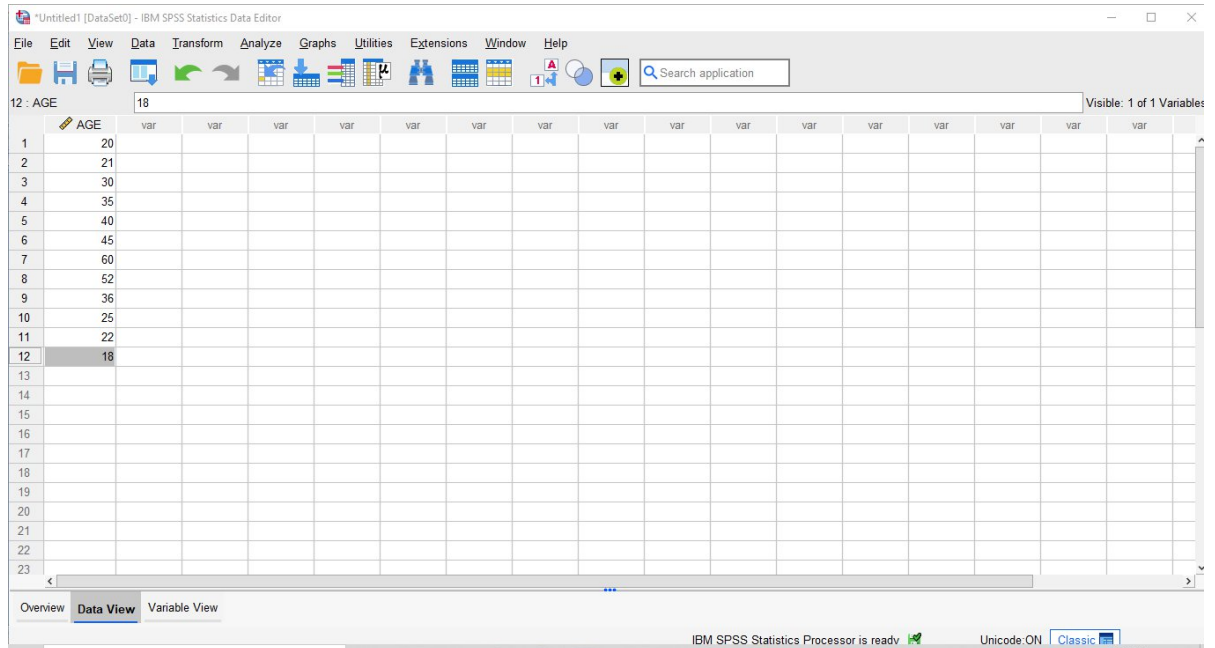 *Untitled1 [DataSet0] - IBM SPSS Statistics Data Editor
File Edit View Data Transform Analyze Graphs Utilities Extensions Window Help
A
1
μ
Search application
12 : AGE 18 Visible: 1 of 1 Variables
AGE var var var var var var var var var var var var var var var var
1 20
2 21
3 30
4 35
5 40
6 45
7 60
8 52
9 36
10 25
11 22
12 18
13
14
15
16
17
18
19
20
21
22
23
Overview Data View Variable View
IBM SPSS Statistics Processor is ready Unicode:ON Classic